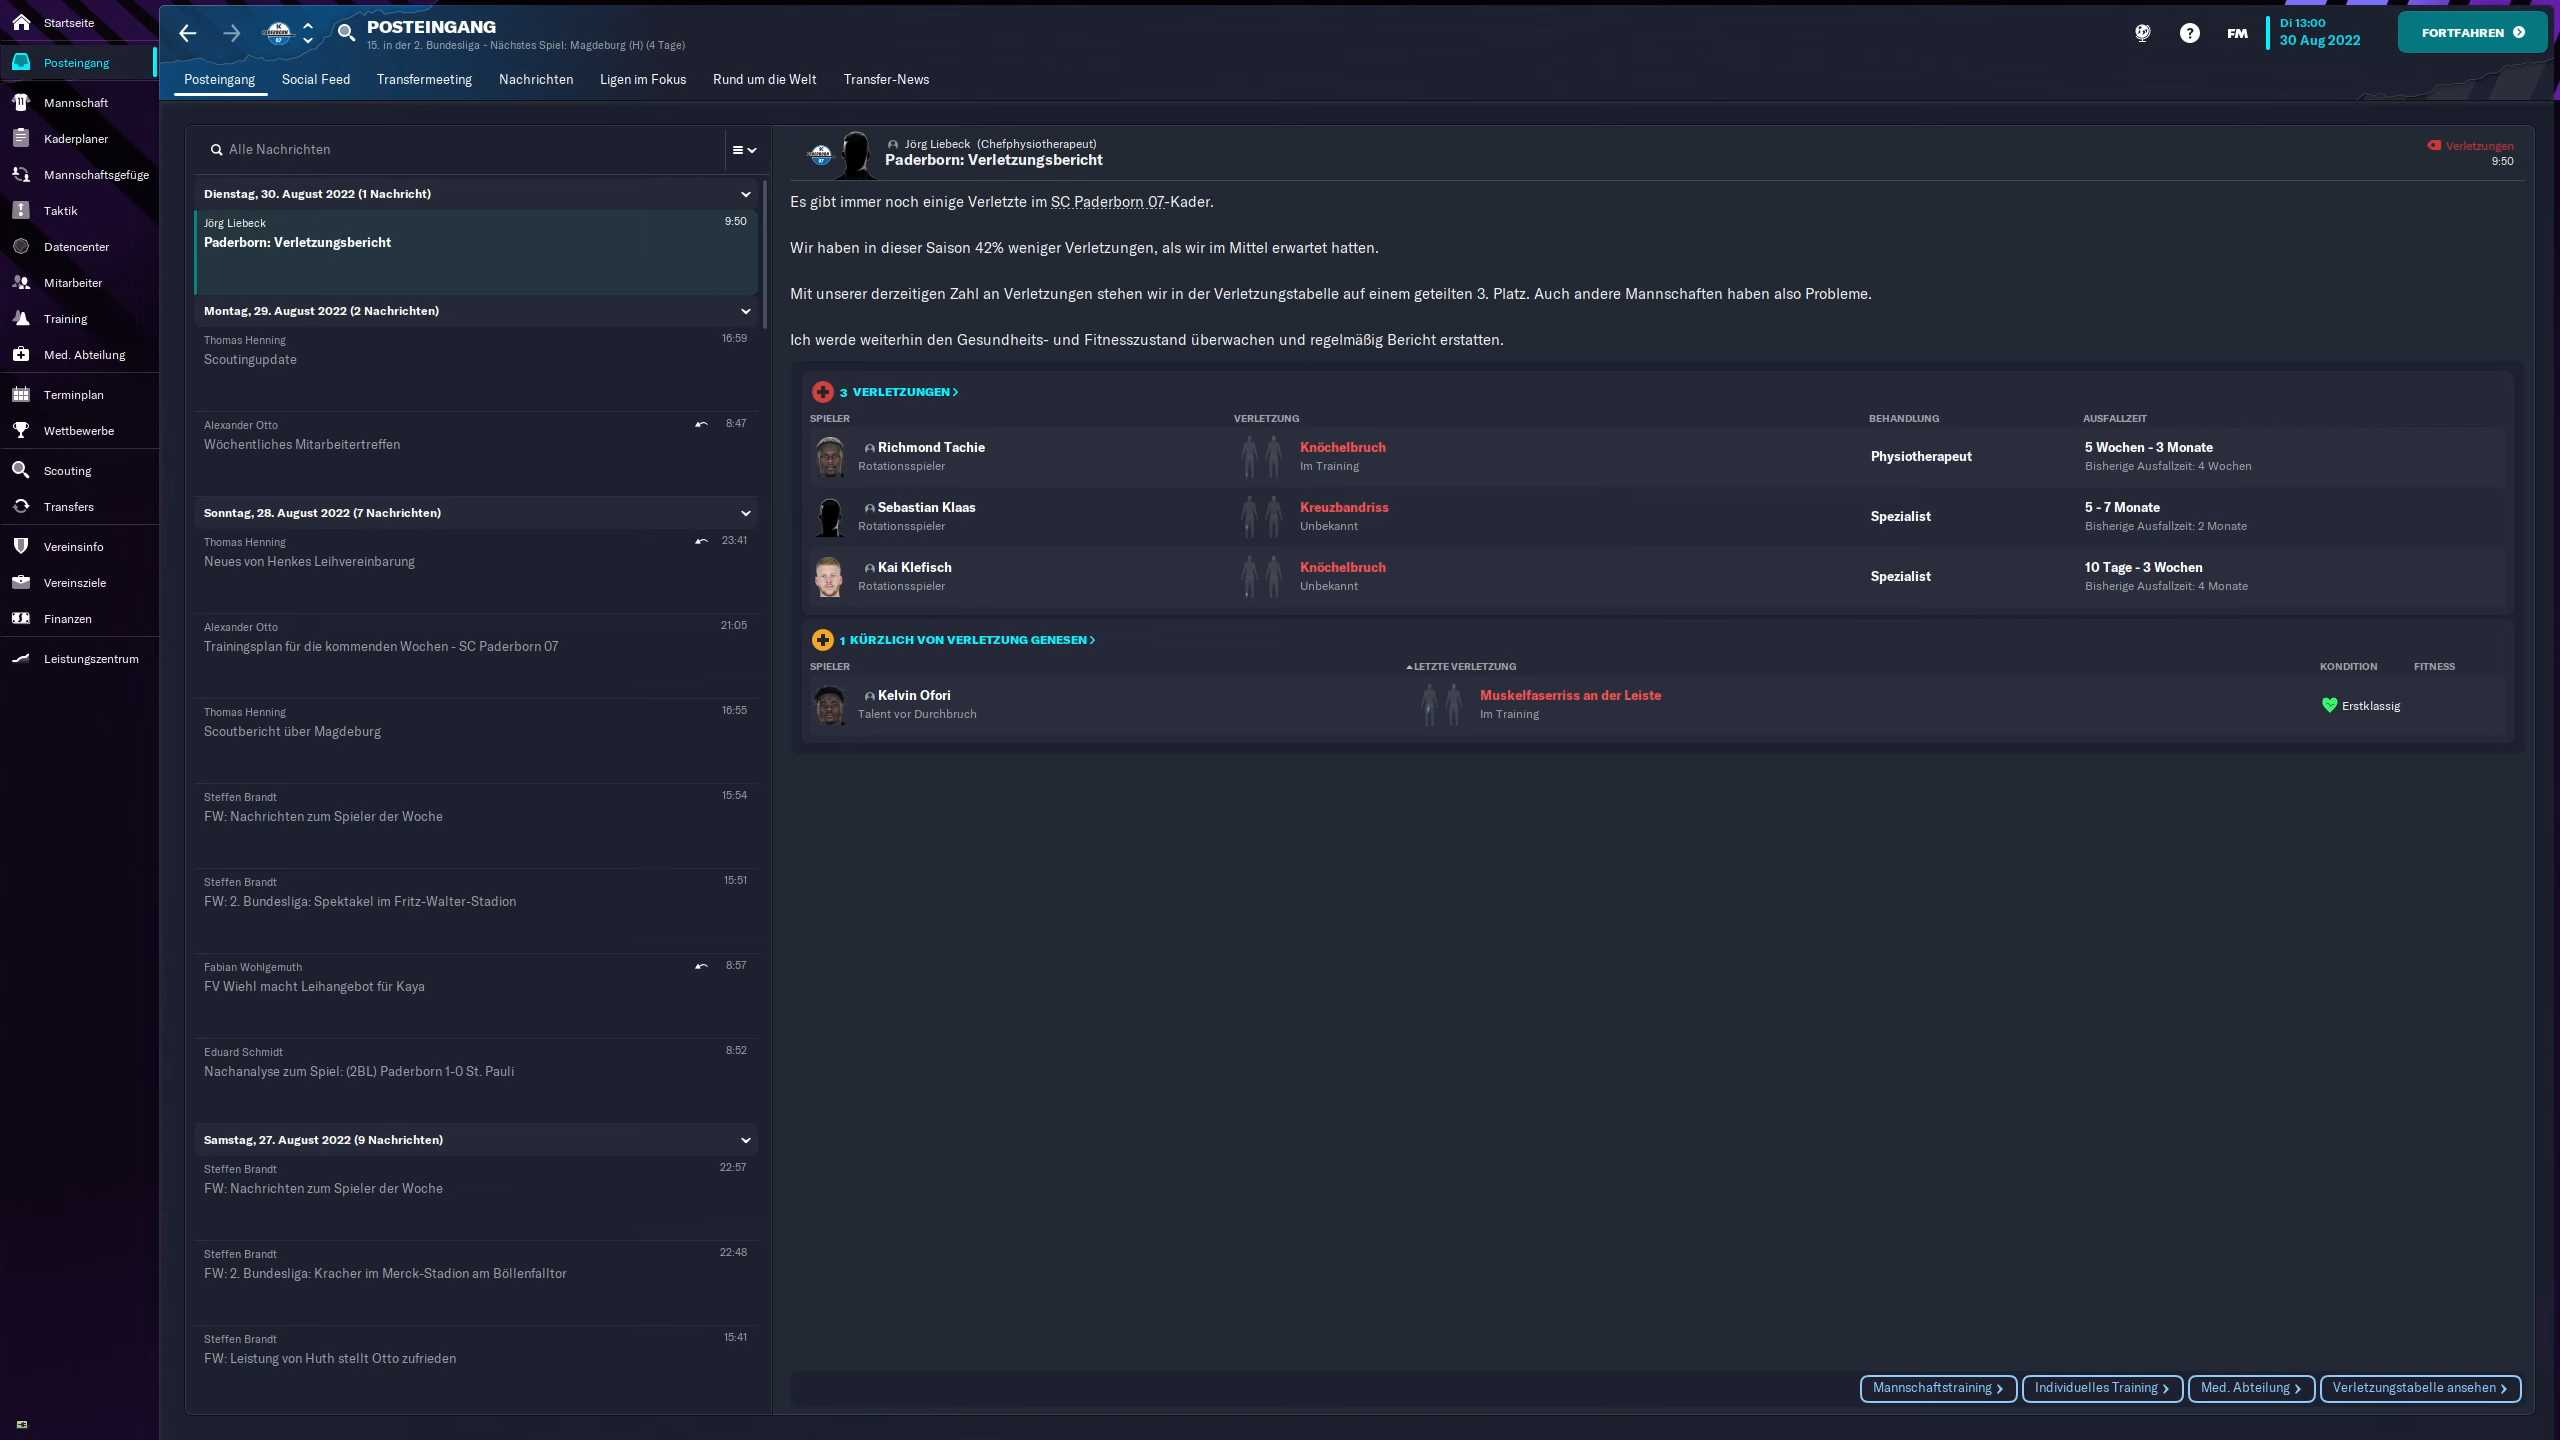 Startseite
Posteingang
Mannschaft
Kaderplaner
Mannschaftsgefüge
Taktik
Datencenter
Mitarbeiter
Training
Med. Abteilung
Terminplan
Wettbewerbe
Scouting
Transfers
Vereinsinfo
Vereinsziele
Finanzen
Leistungszentrum
POSTEINGANG
15. in der 2. Bundesliga - Nächstes Spiel: Magdeburg (H) (4 Tage)
FM
Di 13:00
30 Aug 2022
FORTFAHREN
Posteingang Social Feed Transfermeeting Nachrichten Ligen im Fokus Rund um die Welt Transfer-News
Alle Nachrichten
Dienstag, 30. August 2022 (1 Nachricht)
Jörg Liebeck 9:50
Paderborn: Verletzungsbericht
Montag, 29. August 2022 (2 Nachrichten)
Thomas Henning 16:59
Scoutingupdate
Alexander Otto 8:47
Wöchentliches Mitarbeitertreffen
Sonntag, 28. August 2022 (7 Nachrichten)
Thomas Henning 23:41
Neues von Henkes Leihvereinbarung
Alexander Otto 21:05
Trainingsplan für die kommenden Wochen - SC Paderborn 07
Thomas Henning 16:55
Scoutbericht über Magdeburg
Steffen Brandt 15:54
FW: Nachrichten zum Spieler der Woche
Steffen Brandt 15:51
FW: 2. Bundesliga: Spektakel im Fritz-Walter-Stadion
Fabian Wohlgemuth 8:57
FV Wiehl macht Leihangebot für Kaya
Eduard Schmidt 8:52
Nachanalyse zum Spiel: (2BL) Paderborn 1-0 St. Pauli
Samstag, 27. August 2022 (9 Nachrichten)
Steffen Brandt 22:57
FW: Nachrichten zum Spieler der Woche
Steffen Brandt 22:48
FW: 2. Bundesliga: Kracher im Merck-Stadion am Böllenfalltor
Steffen Brandt 15:41
FW: Leistung von Huth stellt Otto zufrieden
Jörg Liebeck (Chefphysiotherapeut)
Paderborn: Verletzungsbericht
Verletzungen
9:50
Es gibt immer noch einige Verletzte im SC Paderborn 07-Kader.
Wir haben in dieser Saison 42% weniger Verletzungen, als wir im Mittel erwartet hatten.
Mit unserer derzeitigen Zahl an Verletzungen stehen wir in der Verletzungstabelle auf einem geteilten 3. Platz. Auch andere Mannschaften haben also Probleme.
Ich werde weiterhin den Gesundheits- und Fitnesszustand überwachen und regelmäßig Bericht erstatten.
3 VERLETZUNGEN
SPIELER VERLETZUNG BEHANDLUNG AUSFALLZEIT
Richmond Tachie Knöchelbruch Physiotherapeut 5 Wochen - 3 Monate
Rotationsspieler Im Training Bisherige Ausfallzeit: 4 Wochen
Sebastian Klaas Kreuzbandriss Spezialist 5 - 7 Monate
Rotationsspieler Unbekannt Bisherige Ausfallzeit: 2 Monate
Kai Klefisch Knöchelbruch Spezialist 10 Tage - 3 Wochen
Rotationsspieler Unbekannt Bisherige Ausfallzeit: 4 Monate
1 KÜRZLICH VON VERLETZUNG GENESEN
SPIELER LETZTE VERLETZUNG KONDITION FITNESS
Kelvin Ofori Muskelfaserriss an der Leiste Erstklassig
Talent vor Durchbruch Im Training
Mannschaftstraining Individuelles Training Med. Abteilung Verletzungstabelle ansehen